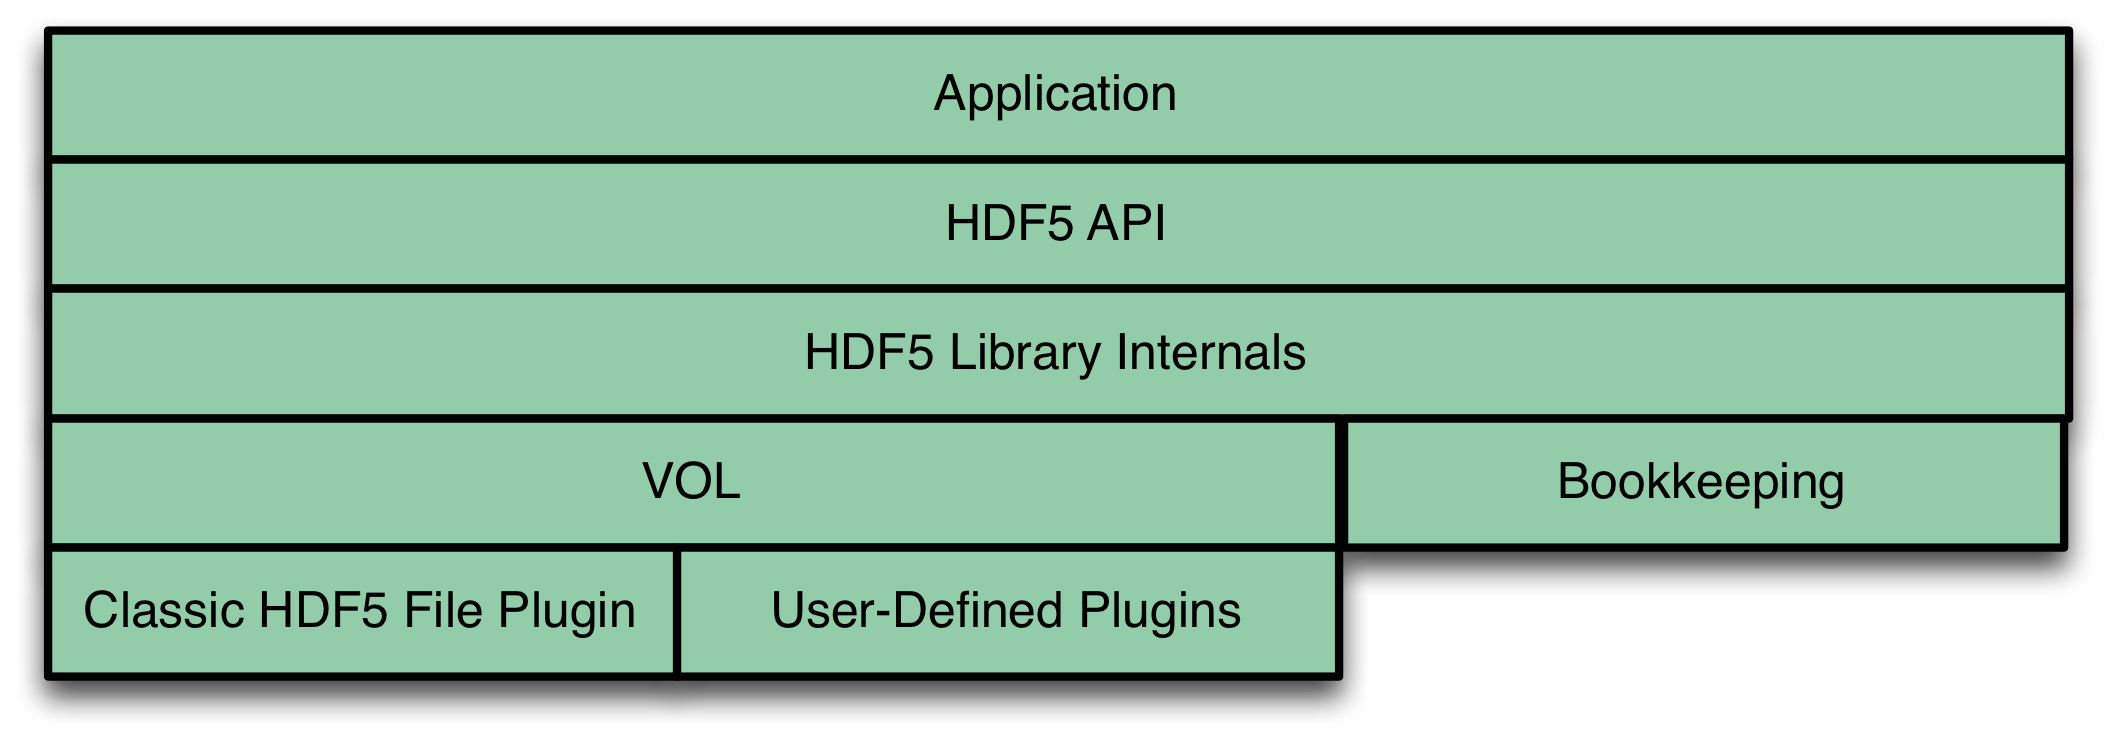 Application
HDF5 API
HDF5 Library Internals
VOL
Bookkeeping
Classic HDF5 File Plugin
User-Defined Plugins